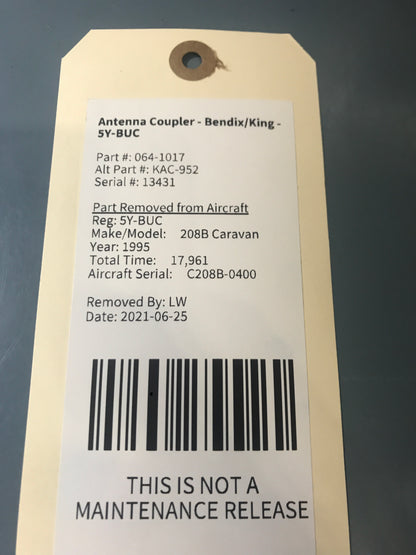 Antenna Coupler - Bendix/King -
5Y-BUC
Part #: 064-1017
Alt Part #: KAC-952
Serial #: 13431
Part Removed from Aircraft
Reg: 5Y-BUC
Make/Model: 208B Caravan
Year: 1995
Total Time: 17,961
Aircraft Serial: C208B-0400
Removed By: LW
Date: 2021-06-25
THIS IS NOT A
MAINTENANCE RELEASE